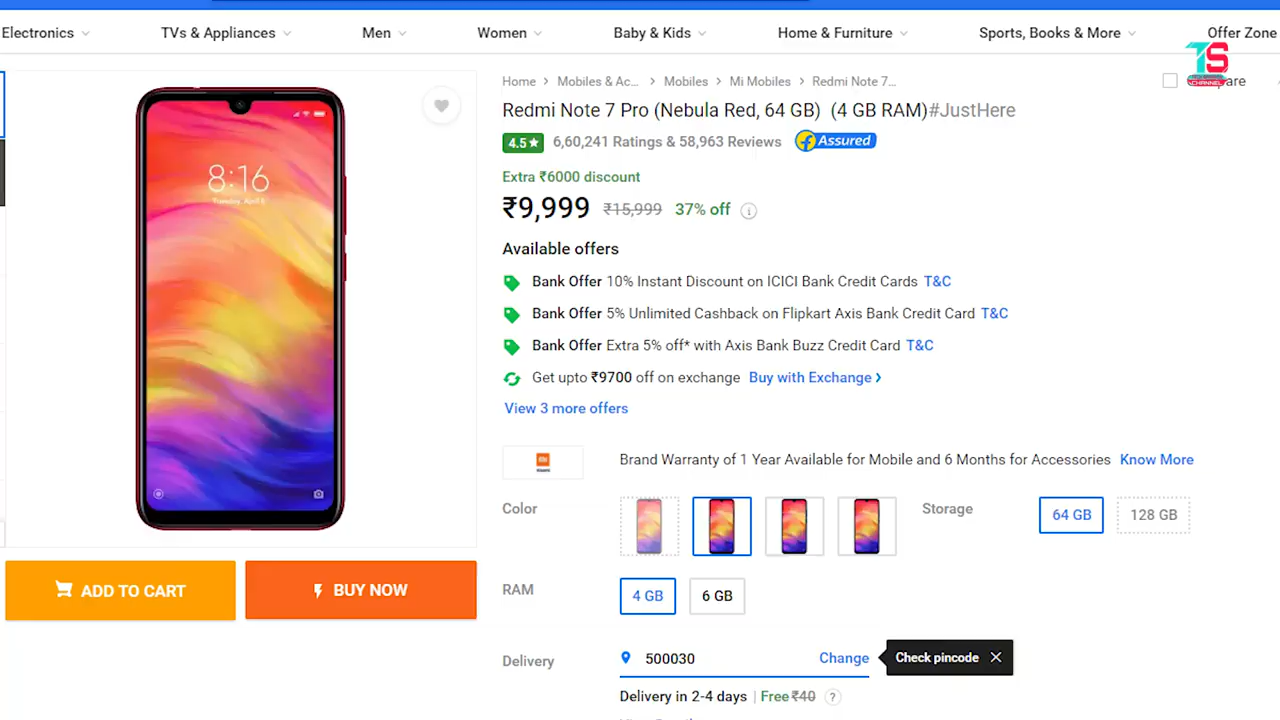 Electronics TVs & Appliances Men Women Baby & Kids Home & Furniture Sports, Books & More Offer Zone
TS
CHANNEL
Home Mobiles & Ac... Mobiles Mi Mobiles Redmi Note 7...
Redmi Note 7 Pro (Nebula Red, 64 GB) (4 GB RAM)#JustHere
4.5★ 6,60,241 Ratings & 58,963 Reviews Assured
Extra ₹6000 discount
₹9,999 ₹15,999 37% off
Available offers
Bank Offer 10% Instant Discount on ICICI Bank Credit Cards T&C
Bank Offer 5% Unlimited Cashback on Flipkart Axis Bank Credit Card T&C
Bank Offer Extra 5% off* with Axis Bank Buzz Credit Card T&C
Get upto ₹9700 off on exchange Buy with Exchange
View 3 more offers
8:16
Brand Warranty of 1 Year Available for Mobile and 6 Months for Accessories Know More
Color Storage 64 GB 128 GB
ADD TO CART BUY NOW
RAM 4 GB 6 GB
Delivery 500030 Change Check pincode
Delivery in 2-4 days | Free ₹40 ?